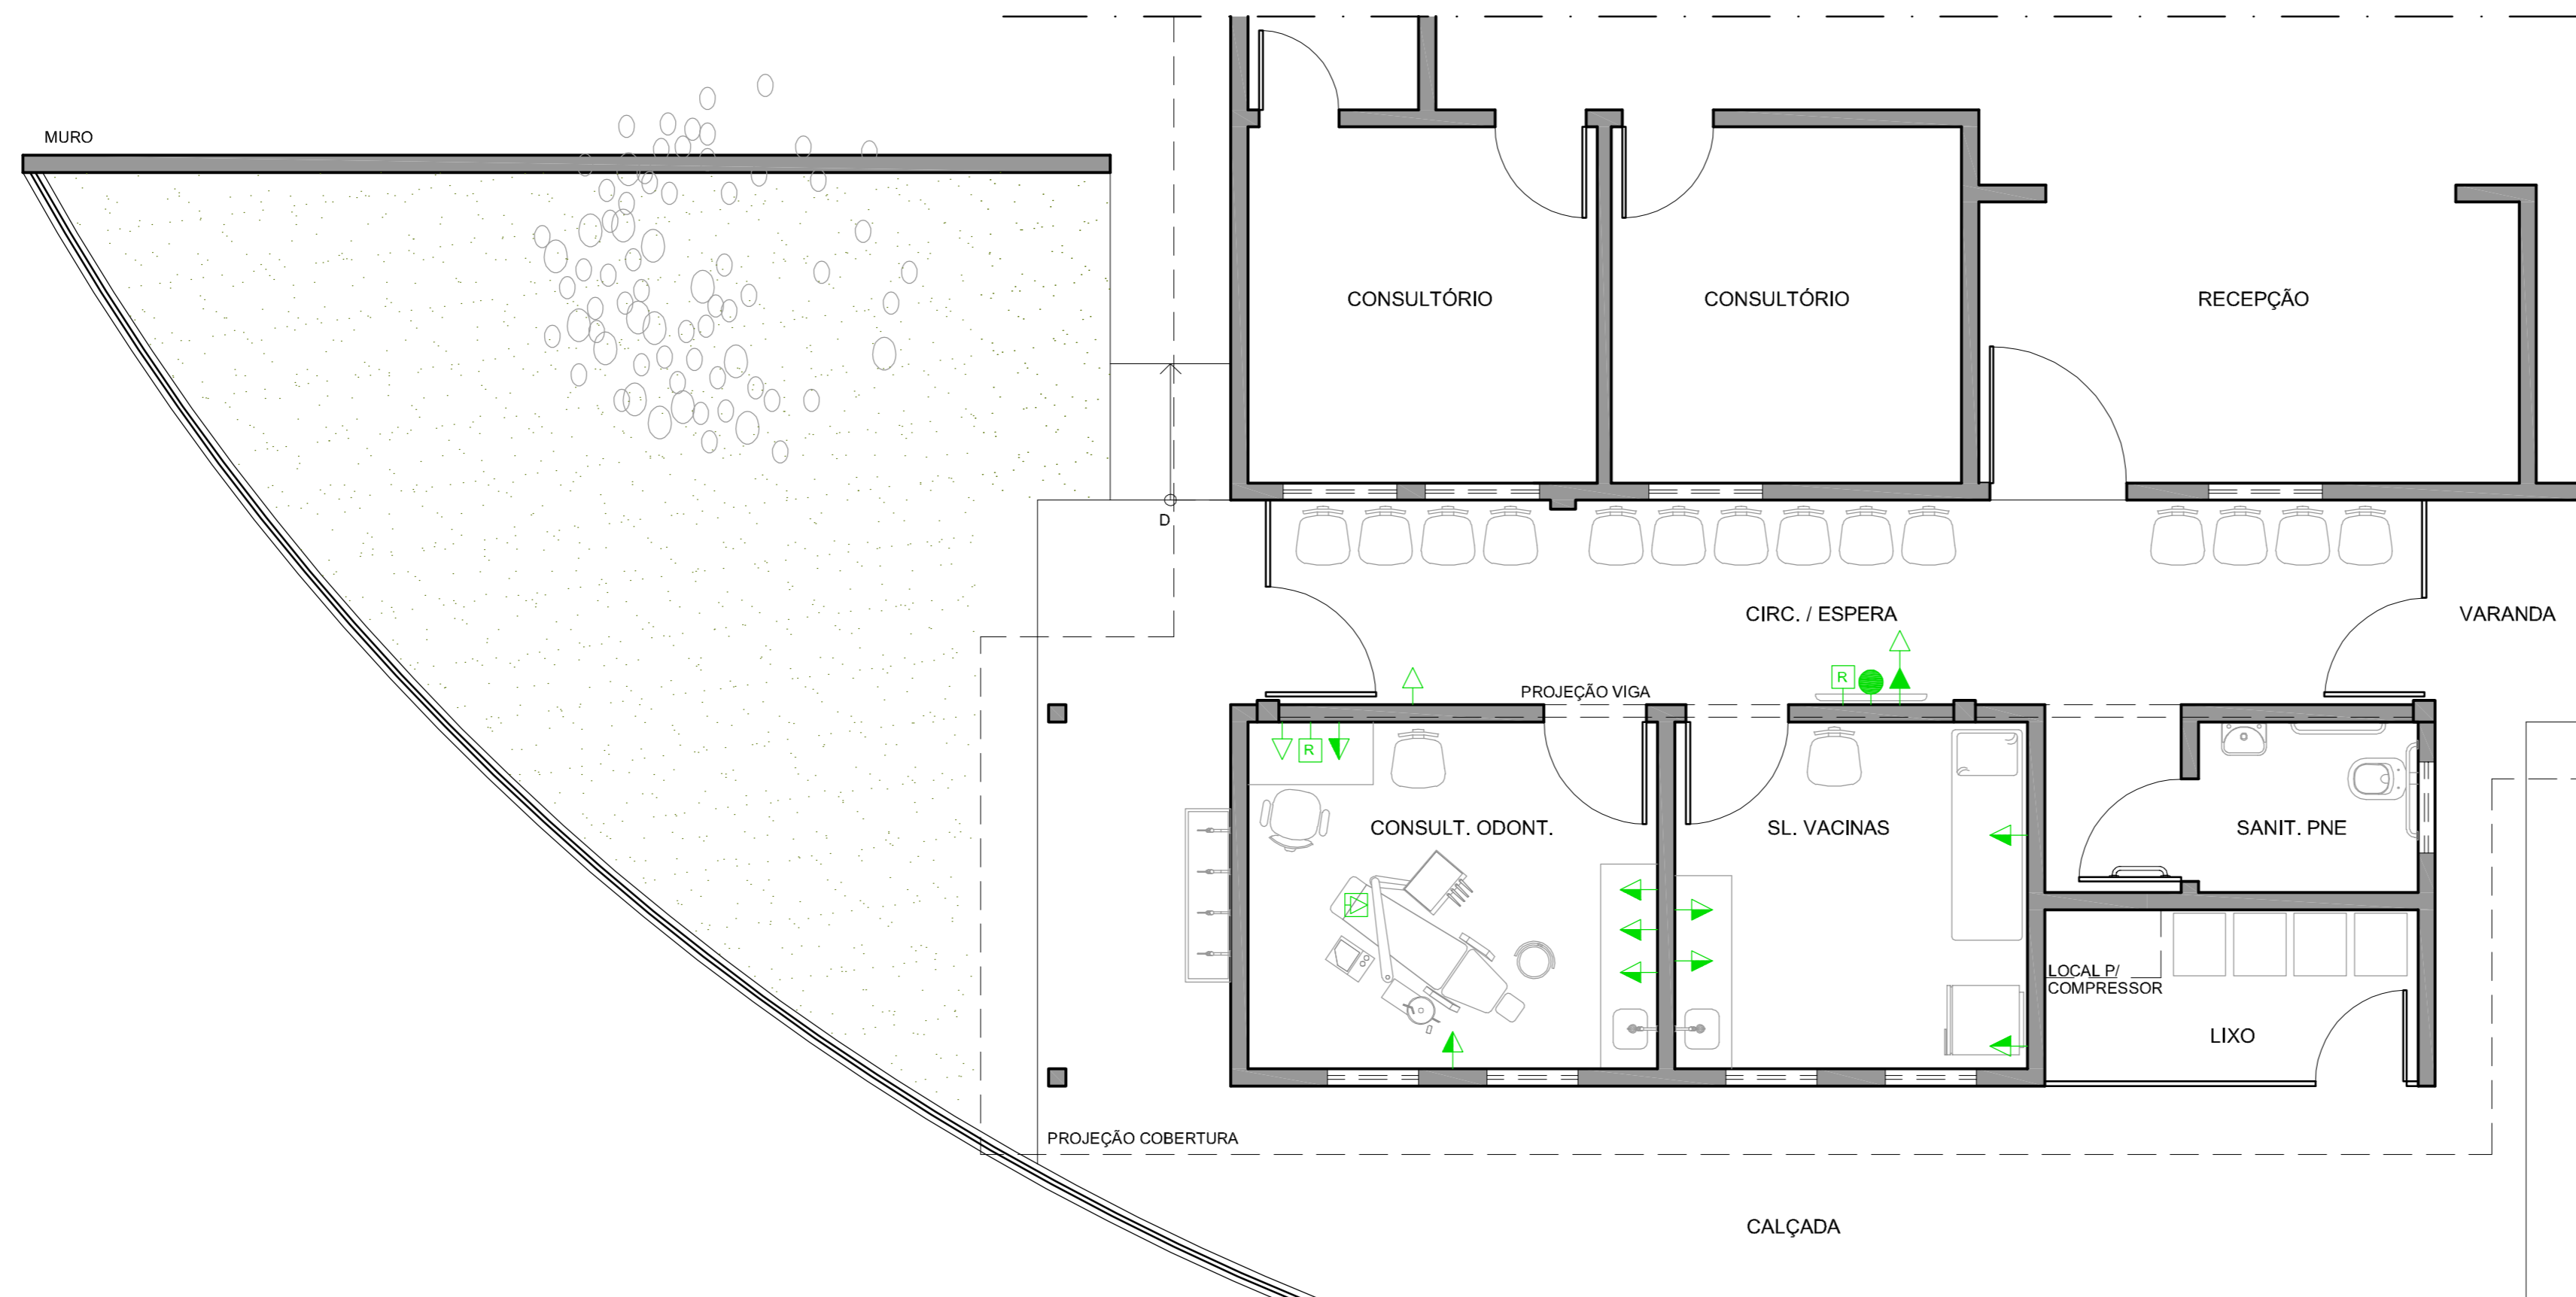 MURO
CONSULTÓRIO
CONSULTÓRIO
RECEPÇÃO
D
CIRC. / ESPERA
VARANDA
R
PROJEÇÃO VIGA
R
CONSULT. ODONT.
SL. VACINAS
SANIT. PNE
LOCAL P/
COMPRESSOR
LIXO
PROJEÇÃO COBERTURA
CALÇADA